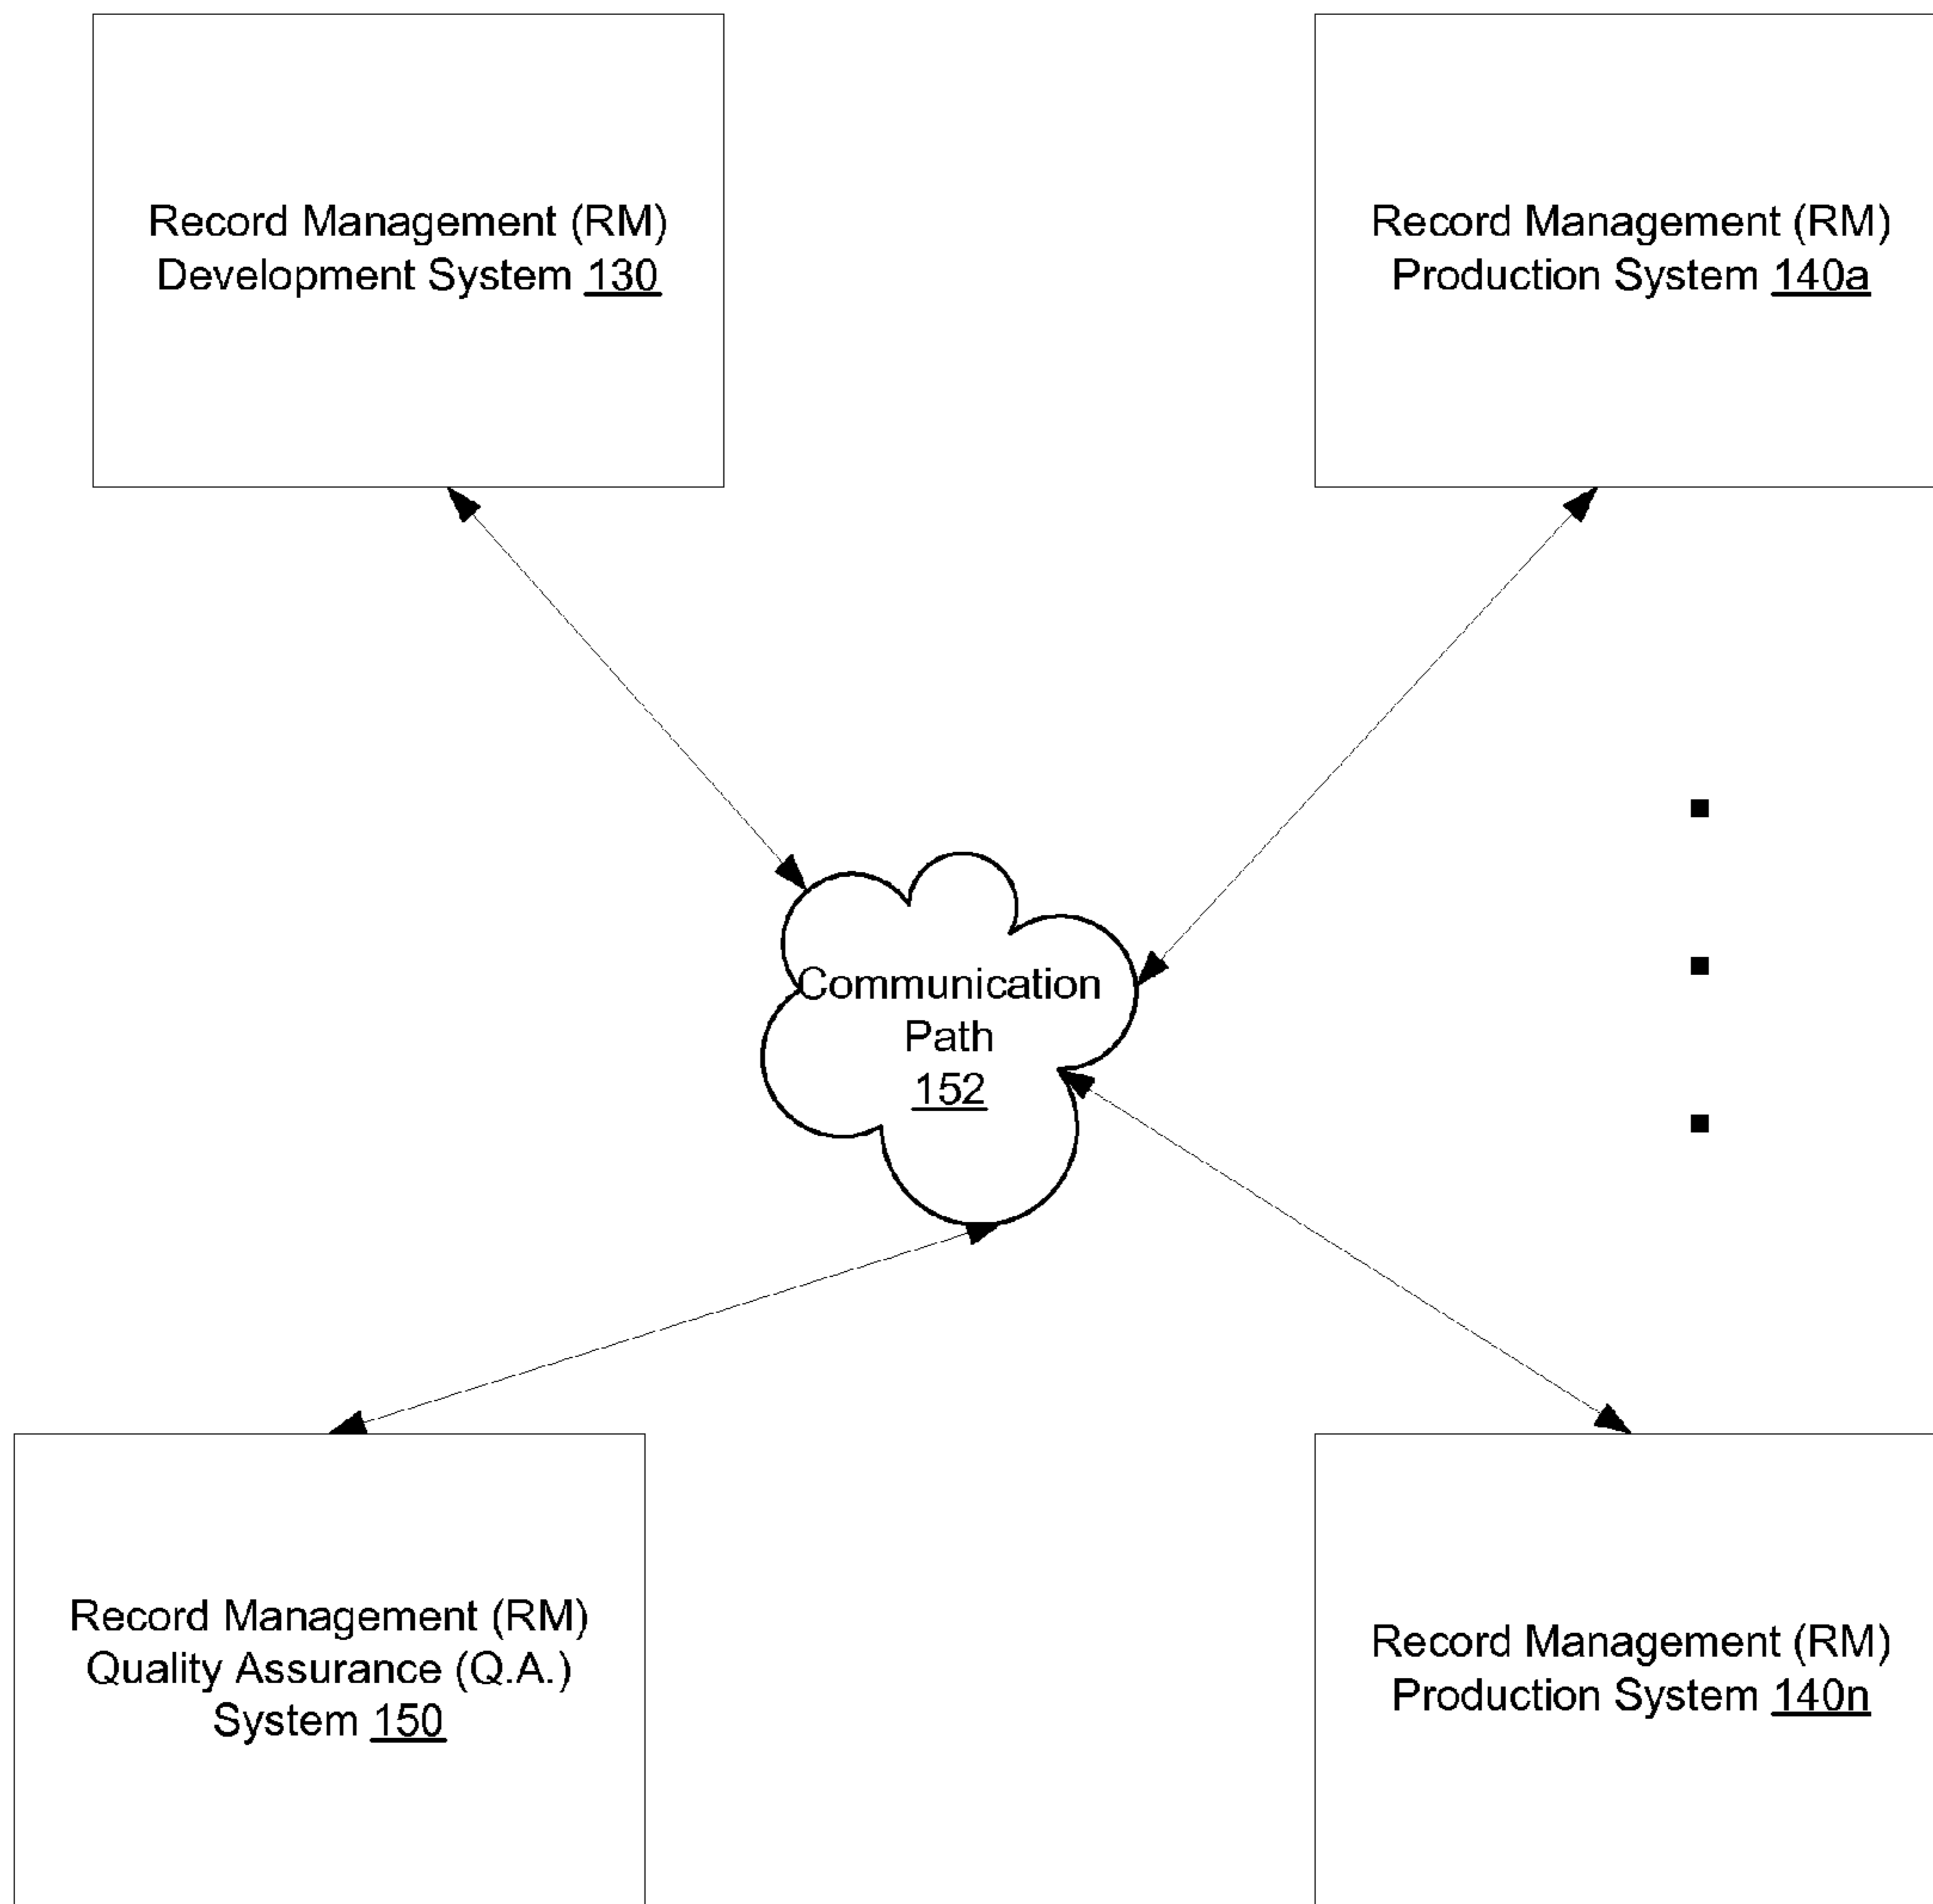 Record Management (RM)
Development System 130
Record Management (RM)
Production System 140a
Communication
Path
152
Record Management (RM)
Quality Assurance (Q.A.)
System 150
Record Management (RM)
Production System 140n